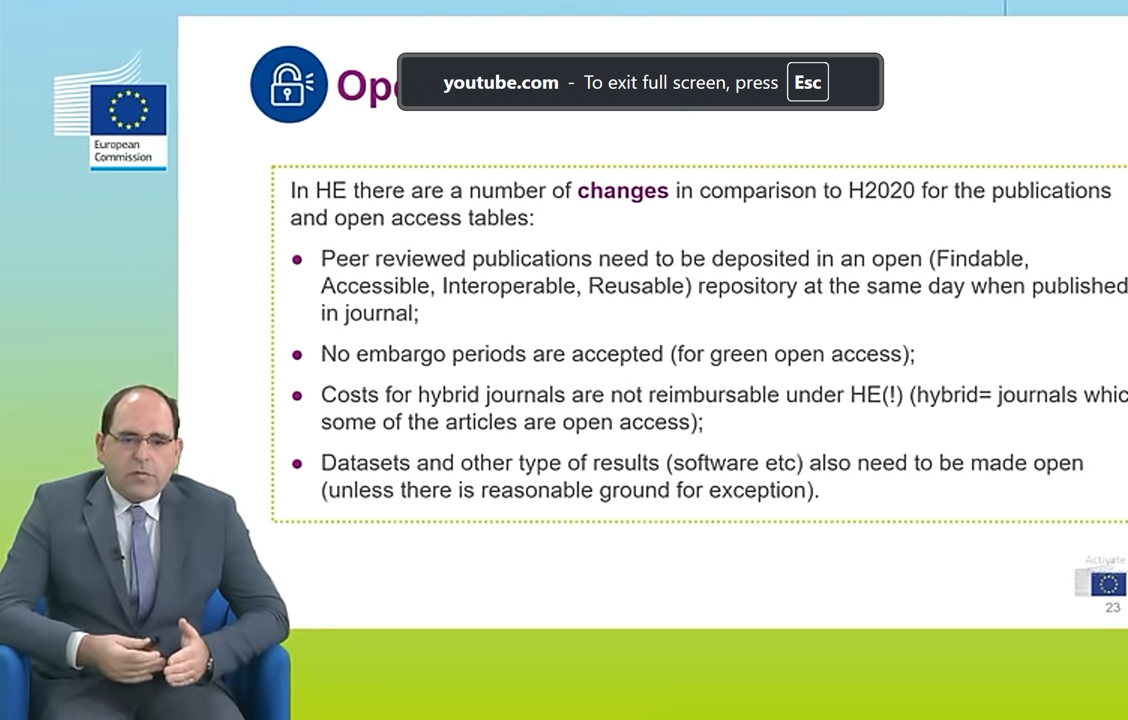 Ope
youtube.com - To exit full screen, press Esc
European
Commission
In HE there are a number of changes in comparison to H2020 for the publications
and open access tables:
Peer reviewed publications need to be deposited in an open (Findable,
Accessible, Interoperable, Reusable) repository at the same day when published
in journal;
No embargo periods are accepted (for green open access);
Costs for hybrid journals are not reimbursable under HE(!) (hybrid= journals whic
some of the articles are open access);
Datasets and other type of results (software etc) also need to be made open
(unless there is reasonable ground for exception).
Activate
23